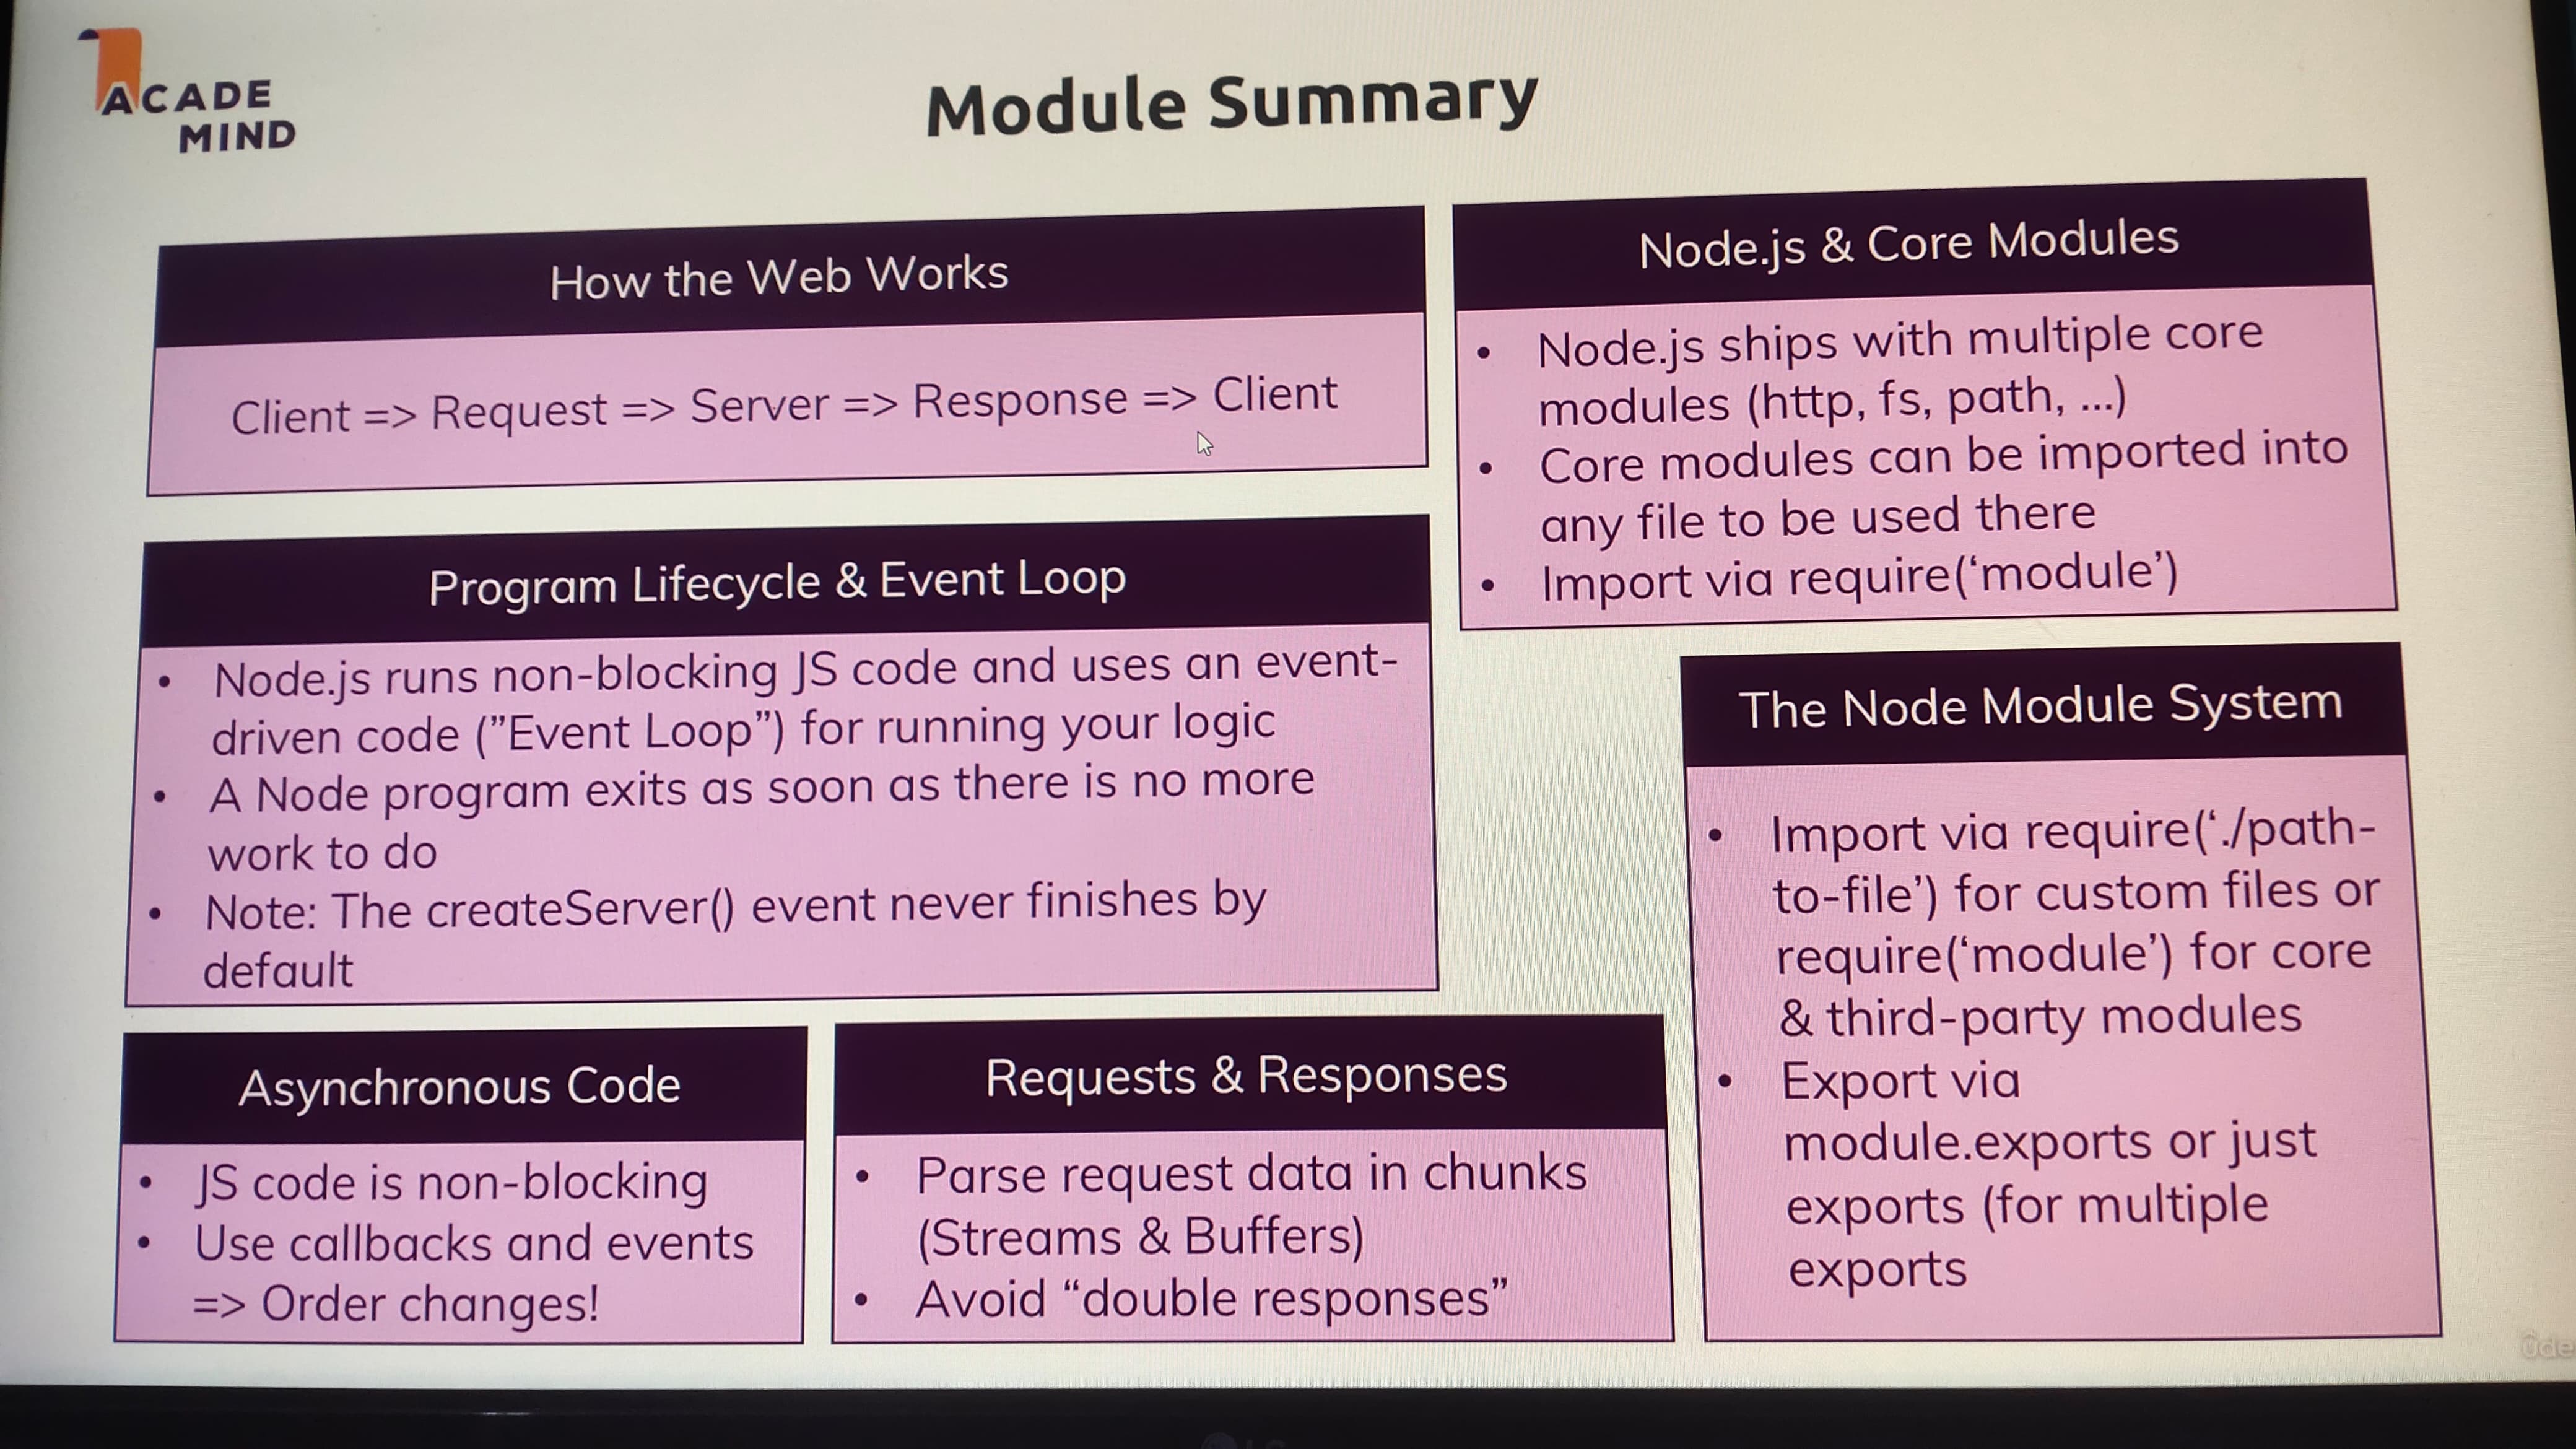 ACADE
MIND
Module Summary
How the Web Works
Client => Request => Server => Response => Client
Program Lifecycle & Event Loop
• Node.js runs non-blocking JS code and uses an event-
driven code (”Event Loop”) for running your logic
• A Node program exits as soon as there is no more
work to do
• Note: The createServer() event never finishes by
default
Asynchronous Code
• JS code is non-blocking
• Use callbacks and events
=> Order changes!
Requests & Responses
• Parse request data in chunks
(Streams & Buffers)
• Avoid “double responses”
Node.js & Core Modules
• Node.js ships with multiple core
modules (http, fs, path, ...)
• Core modules can be imported into
any file to be used there
• Import via require(‘module’)
The Node Module System
• Import via require(‘./path-
to-file’) for custom files or
require(‘module’) for core
& third-party modules
• Export via
module.exports or just
exports (for multiple
exports